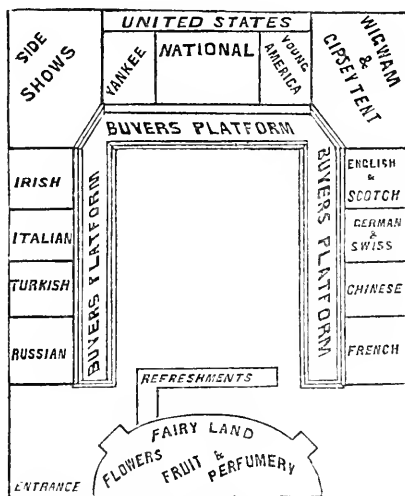 UNITED STATES
SIDE
SHOWS
YANKEE
NATIONAL
YOUNG
AMERICA
WIGWAM
&
GIPSEY TENT
BUYERS PLATFORM
BUYERS PLATFORM
BUYERS PLATFORM
IRISH
ITALIAN
TURKISH
RUSSIAN
ENGLISH
&
SCOTCH
GERMAN
&
SWISS
CHINESE
FRENCH
REFRESHMENTS
FAIRY LAND
FLOWERS
FRUIT &
PERFUMERY
ENTRANCE